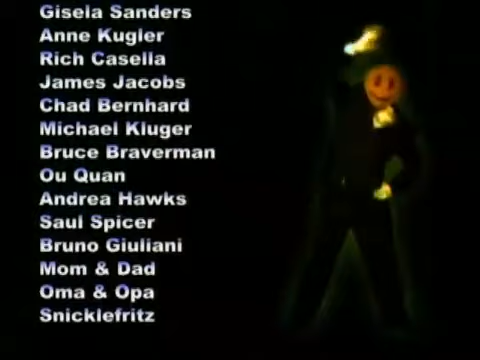 Gisela Sanders
Anne Kugler
Rich Casella
James Jacobs
Chad Bernhard
Michael Kluger
Bruce Braverman
Ou Quan
Andrea Hawks
Saul Spicer
Bruno Giuliani
Mom & Dad
Oma & Opa
Snicklefritz